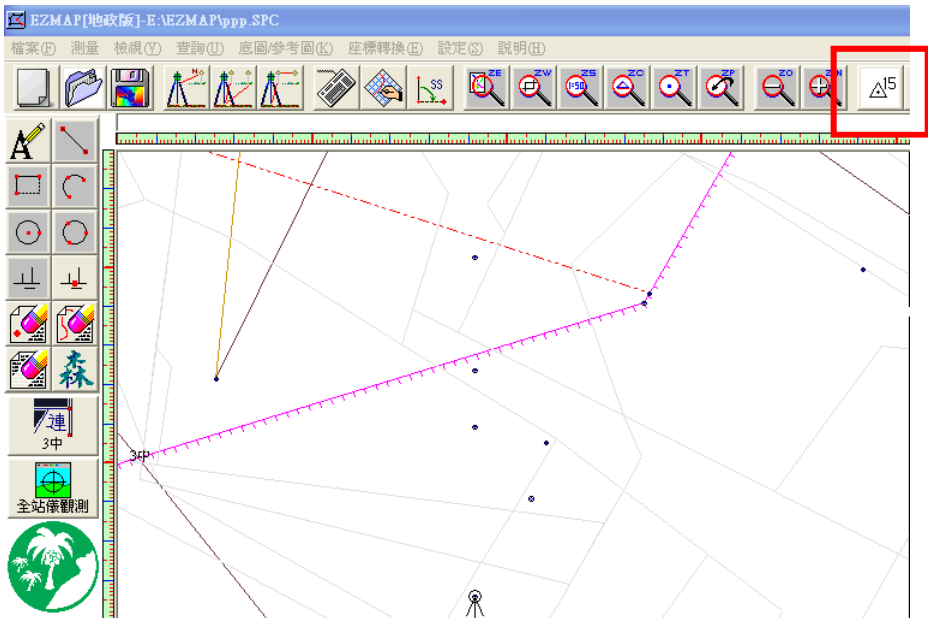 EZMAP[地政版]-E:\EZMAP\ppp.SPC
檔案(F) 測量 檢視(V) 查詢(U) 底圖/參考圖(K) 座標轉換(E) 設定(S) 說明(H)
N SS ZE ZW ZS 1=50 ZC ZT ZP ZO 15
A
森
連
3中
全站儀觀測
3中